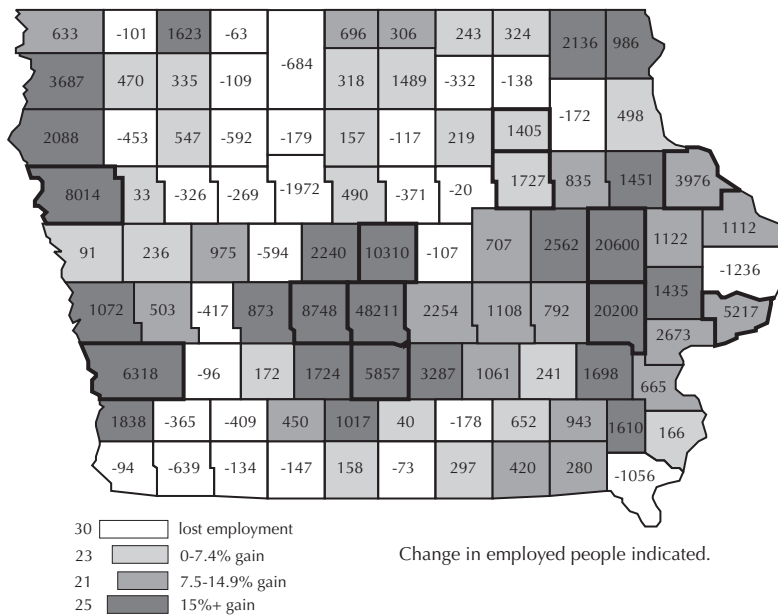 633 -101 1623 -63 696 306 243 324 2136 986
-684
3687 470 335 -109 318 1489 -332 -138
2088 -453 547 -592 -179 157 -117 219 1405 -172 498
8014 33 -326 -269 -1972 490 -371 -20 1727 835 1451 3976
91 236 975 -594 2240 10310 -107 707 2562 20600 1122 1112
-1236
1072 503 -417 873 8748 48211 2254 1108 792 20200 1435 5217
2673
6318 -96 172 1724 5857 3287 1061 241 1698 665
1838 -365 -409 450 1017 40 -178 652 943 1610 166
-94 -639 -134 -147 158 -73 297 420 280 -1056
30 lost employment
23 0-7.4% gain
21 7.5-14.9% gain
25 15%+ gain
Change in employed people indicated.